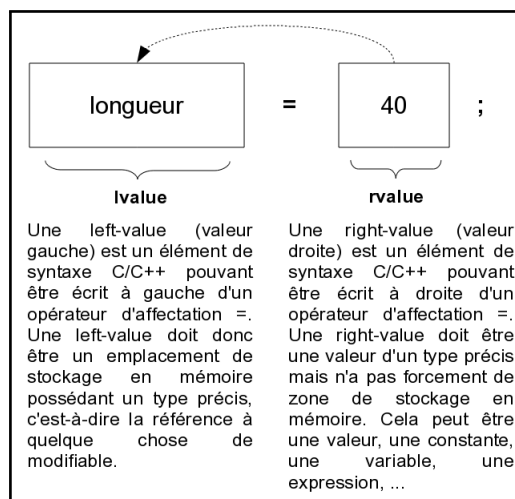 longueur = 40 ;
lvalue
rvalue
Une left-value (valeur
gauche) est un élément de
syntaxe C/C++ pouvant
être écrit à gauche d'un
opérateur d'affectation =.
Une left-value doit donc
être un emplacement de
stockage en mémoire
possédant un type précis,
c'est-à-dire la référence à
quelque chose de
modifiable.
Une right-value (valeur
droite) est un élément de
syntaxe C/C++ pouvant
être écrit à droite d'un
opérateur d'affectation =.
Une right-value doit être
une valeur d'un type précis
mais n'a pas forcement de
zone de stockage en
mémoire. Cela peut être
une valeur, une constante,
une variable, une
expression, ...